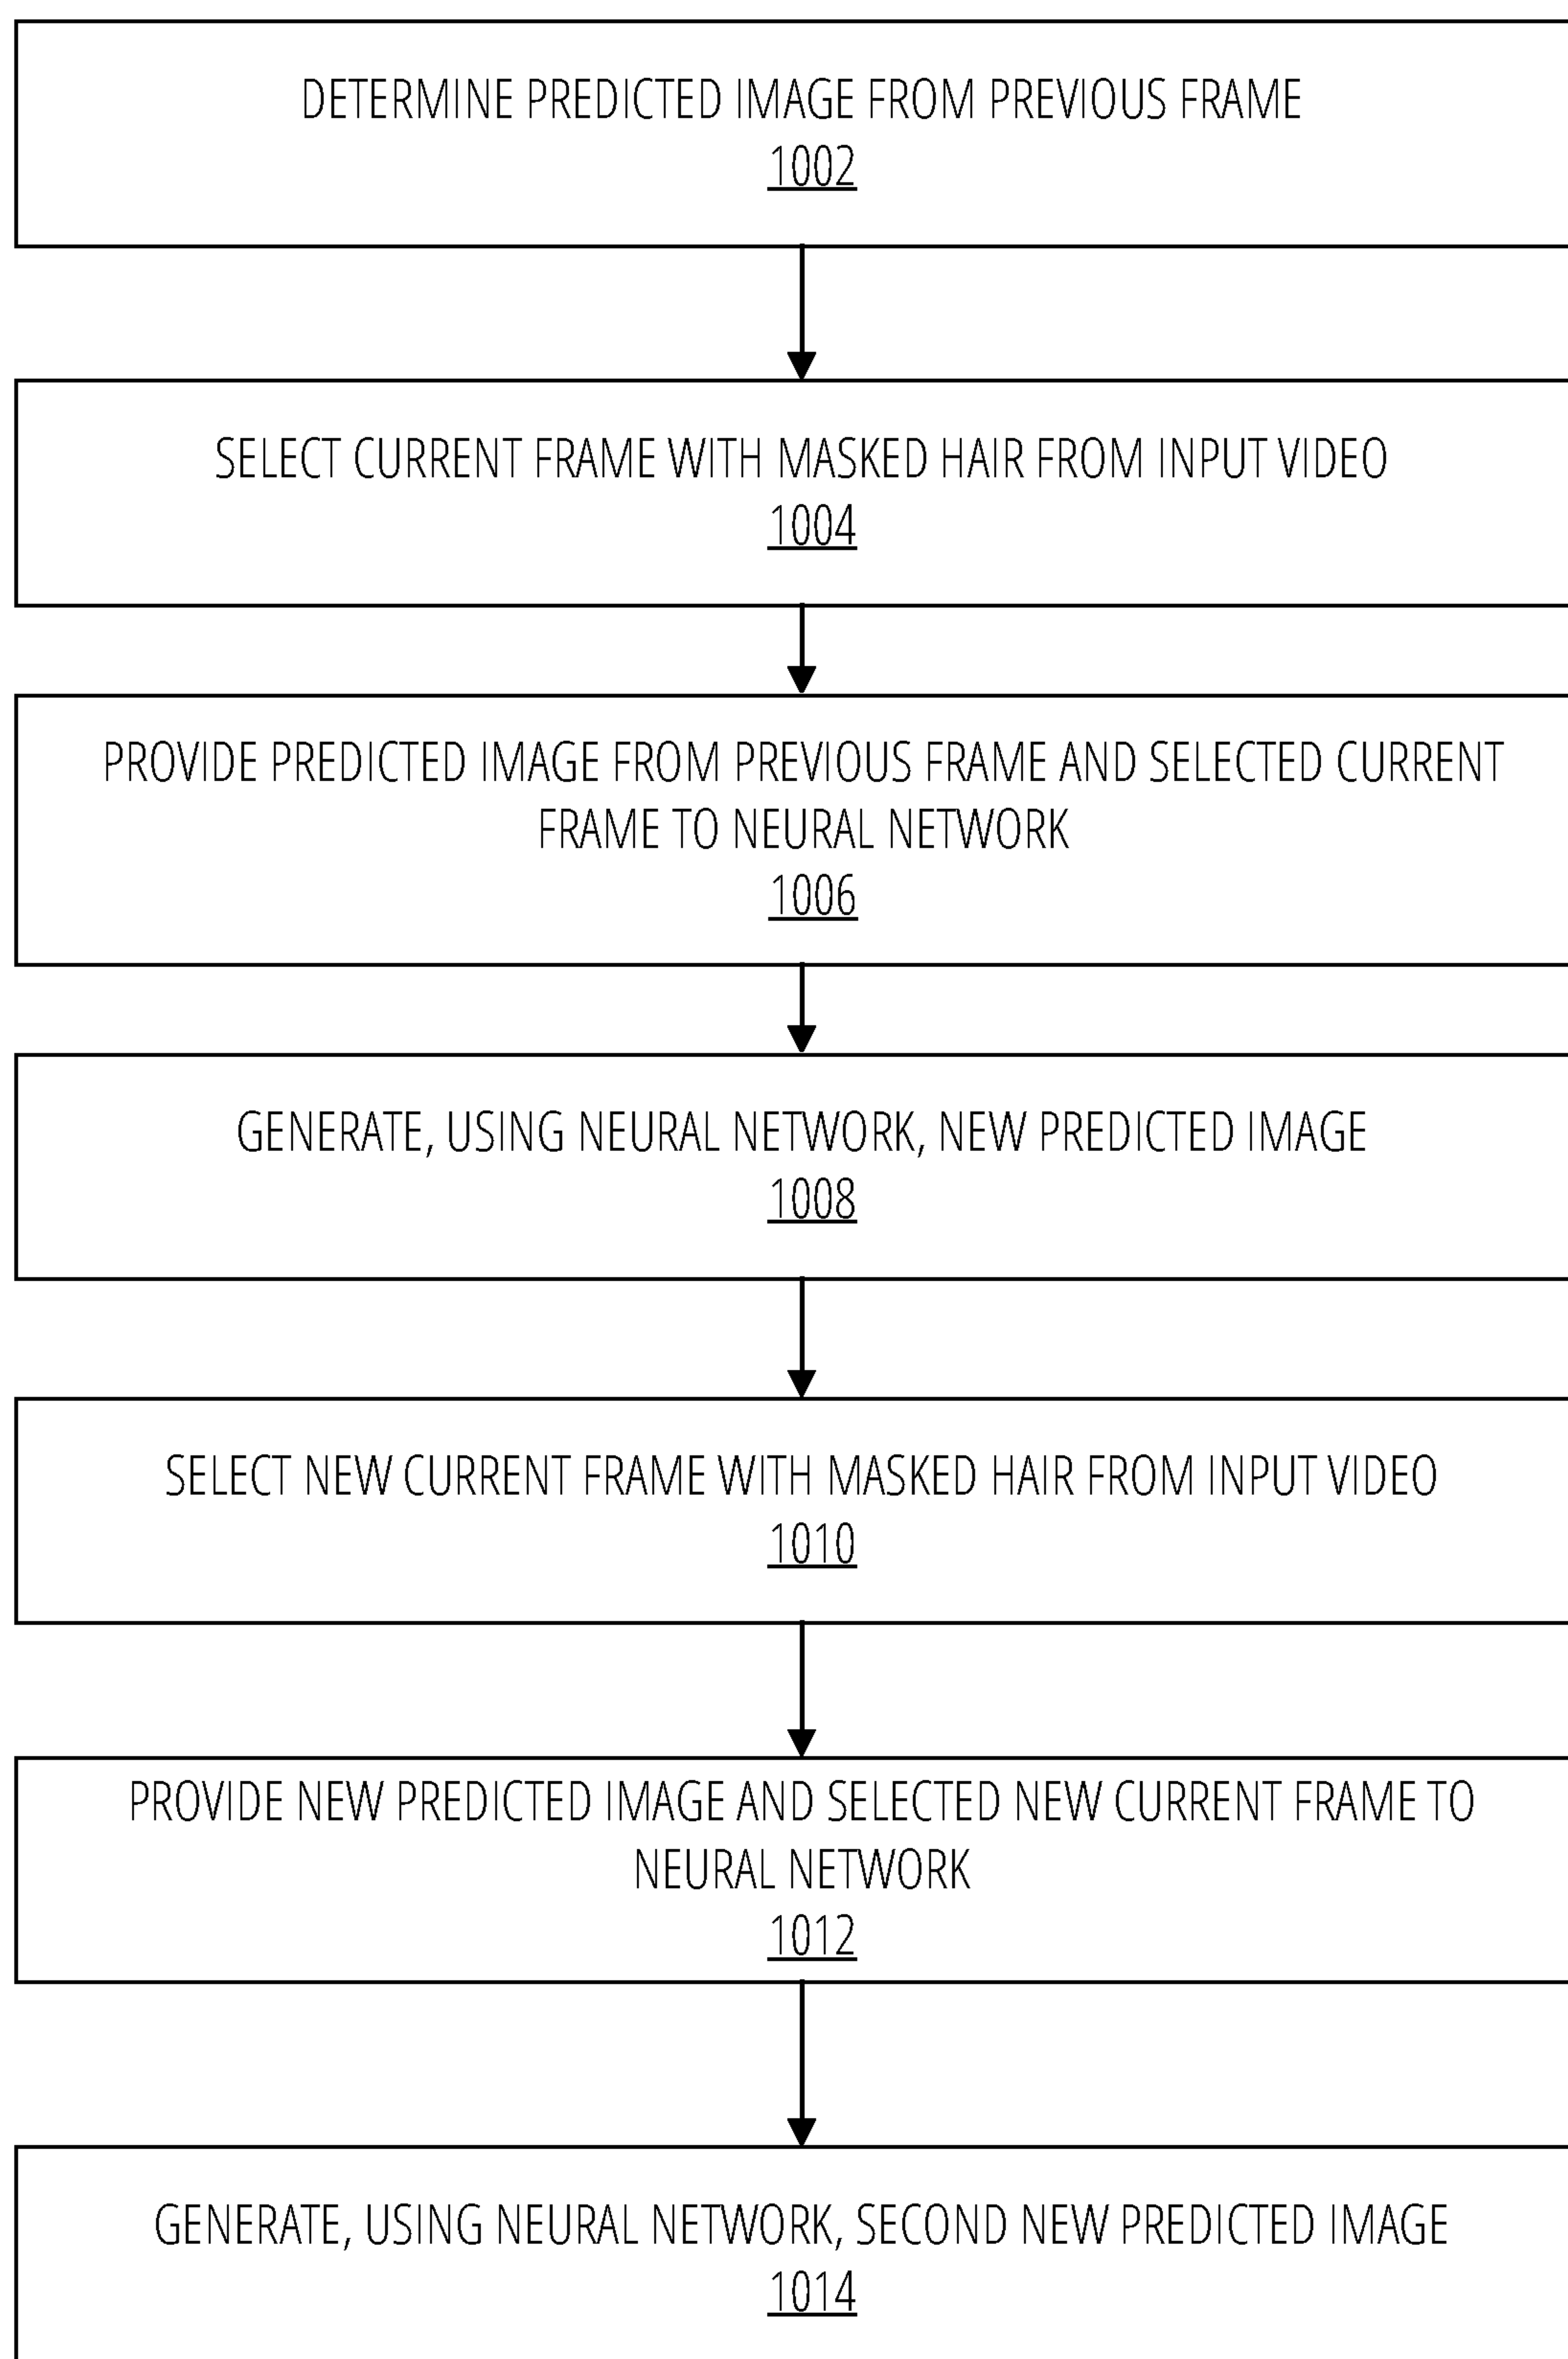 DETERMINE PREDICTED IMAGE FROM PREVIOUS FRAME
1002
SELECT CURRENT FRAME WITH MASKED HAIR FROM INPUT VIDEO
1004
PROVIDE PREDICTED IMAGE FROM PREVIOUS FRAME AND SELECTED CURRENT
FRAME TO NEURAL NETWORK
1006
GENERATE, USING NEURAL NETWORK, NEW PREDICTED IMAGE
1008
SELECT NEW CURRENT FRAME WITH MASKED HAIR FROM INPUT VIDEO
1010
PROVIDE NEW PREDICTED IMAGE AND SELECTED NEW CURRENT FRAME TO
NEURAL NETWORK
1012
GENERATE, USING NEURAL NETWORK, SECOND NEW PREDICTED IMAGE
1014